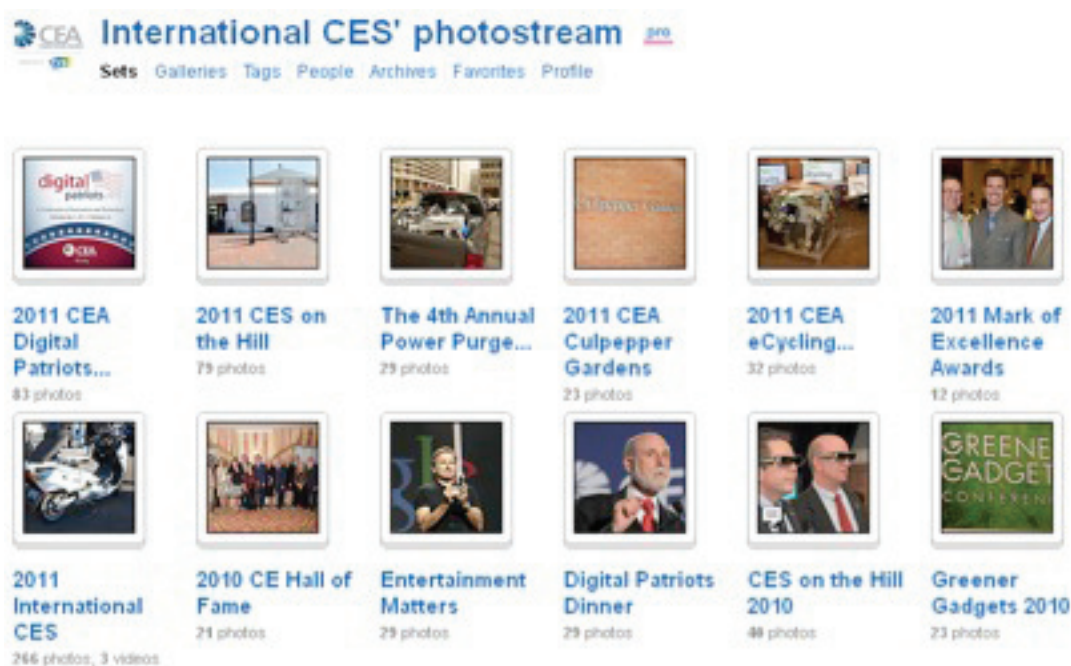 CEA International CES' photostream pro
Sets Galleries Tags People Archives Favorites Profile
digital
patriots
CEA
2011 CEA
Digital
Patriots...
83 photos
2011 CES on
the Hill
79 photos
The 4th Annual
Power Purge...
29 photos
2011 CEA
Culpepper
Gardens
23 photos
2011 CEA
eCycling...
32 photos
2011 Mark of
Excellence
Awards
12 photos
GREENE
GADGET
CONFEREN
2011
International
CES
266 photos, 3 videos
2010 CE Hall of
Fame
21 photos
Entertainment
Matters
29 photos
Digital Patriots
Dinner
29 photos
CES on the Hill
2010
40 photos
Greener
Gadgets 2010
23 photos